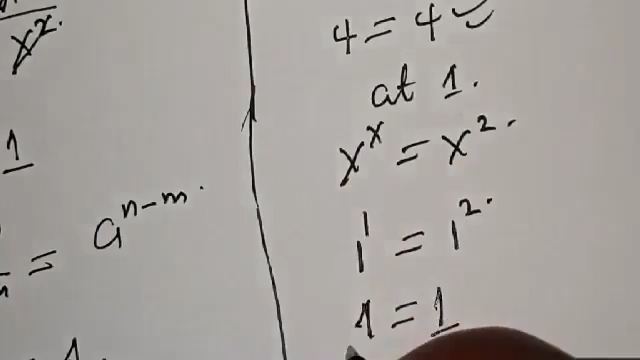 x².
1
= aⁿ⁻ᵐ.
4 = 4 ✓
at 1.
xˣ = x².
1¹ = 1².
1 = 1